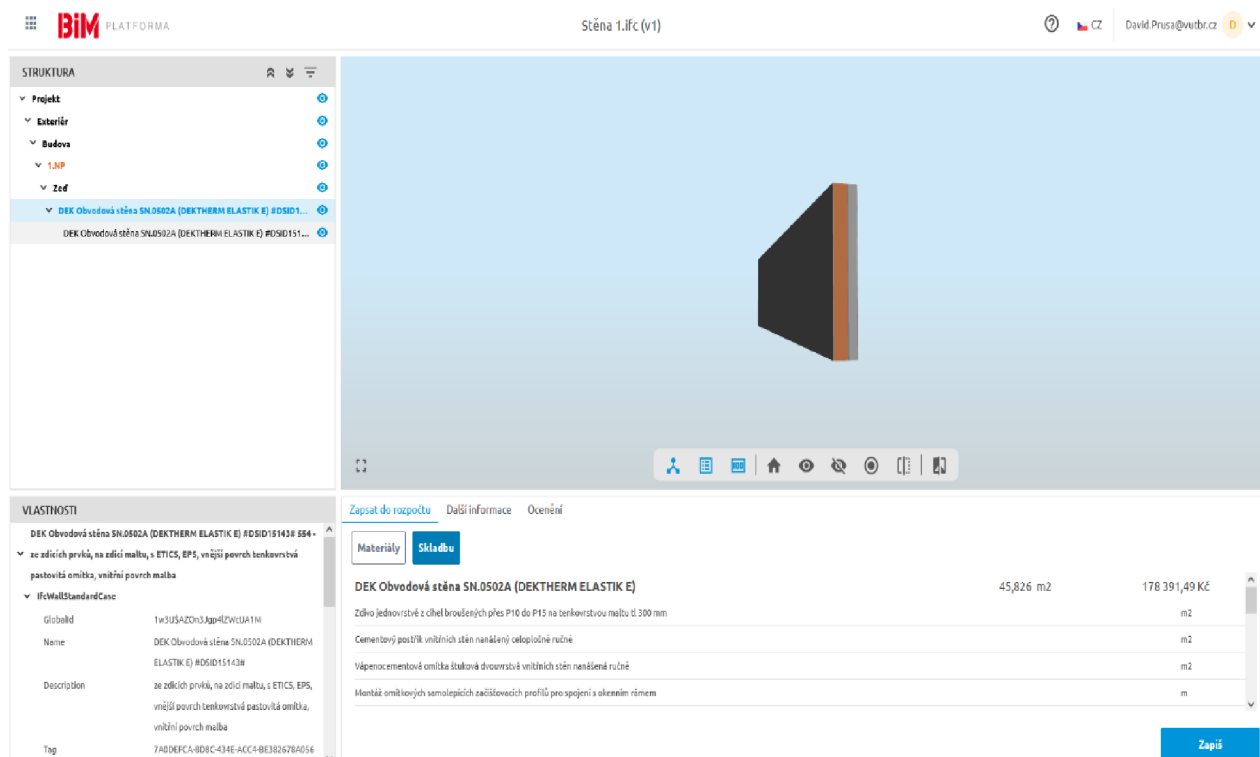 BiM PLATFORMA
Stěna 1.ifc (v1)
CZ
David.Prusa@vutbr.cz D
STRUKTURA
Projekt
Exteriér
Budova
1.NP
Zeď
DEK Obvodová stěna SN.0502A (DEKTHERM ELASTIK E) #DSID1...
DEK Obvodová stěna SN.0502A (DEKTHERM ELASTIK E) #DSID151...
VLASTNOSTI
DEK Obvodová stěna SN.0502A (DEKTHERM ELASTIK E) #DSID15143# 554 -
ze zdicích prvků, na zdicí maltu, s ETICS, EPS, vnější povrch tenkovrstvá
pastovitá omítka, vnitřní povrch malba
IfcWallStandardCase
GlobalId
1w3U$AZOn3Jgp4lZWcUA1M
Name
DEK Obvodová stěna SN.0502A (DEKTHERM
ELASTIK E) #DSID15143#
Description
ze zdicích prvků, na zdicí maltu, s ETICS, EPS,
vnější povrch tenkovrstvá pastovitá omítka,
vnitřní povrch malba
Tag
7A0DEFCA-8D8C-434E-ACC4-BE382678A056
Zapsat do rozpočtu Další informace Ocenění
Materiály Skladbu
DEK Obvodová stěna SN.0502A (DEKTHERM ELASTIK E) 45,826 m2 178 391,49 Kč
Zdivo jednovrstvé z cihel broušených přes P10 do P15 na tenkovrstvou maltu tl 300 mm m2
Cementový postřik vnitřních stěn nanášený celoplošně ručně m2
Vápenocementová omítka štuková dvouvrstvá vnitřních stěn nanášená ručně m2
Montáž omítkových samolepících začišťovacích profilů pro spojení s okenním rámem m
Zapiš